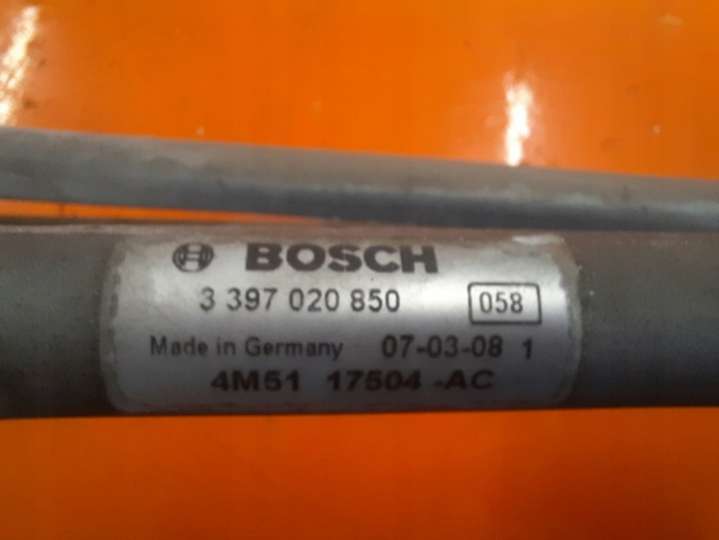 BOSCH
3 397 020 850 058
Made in Germany 07-03-08 1
4M51 17504 -AC